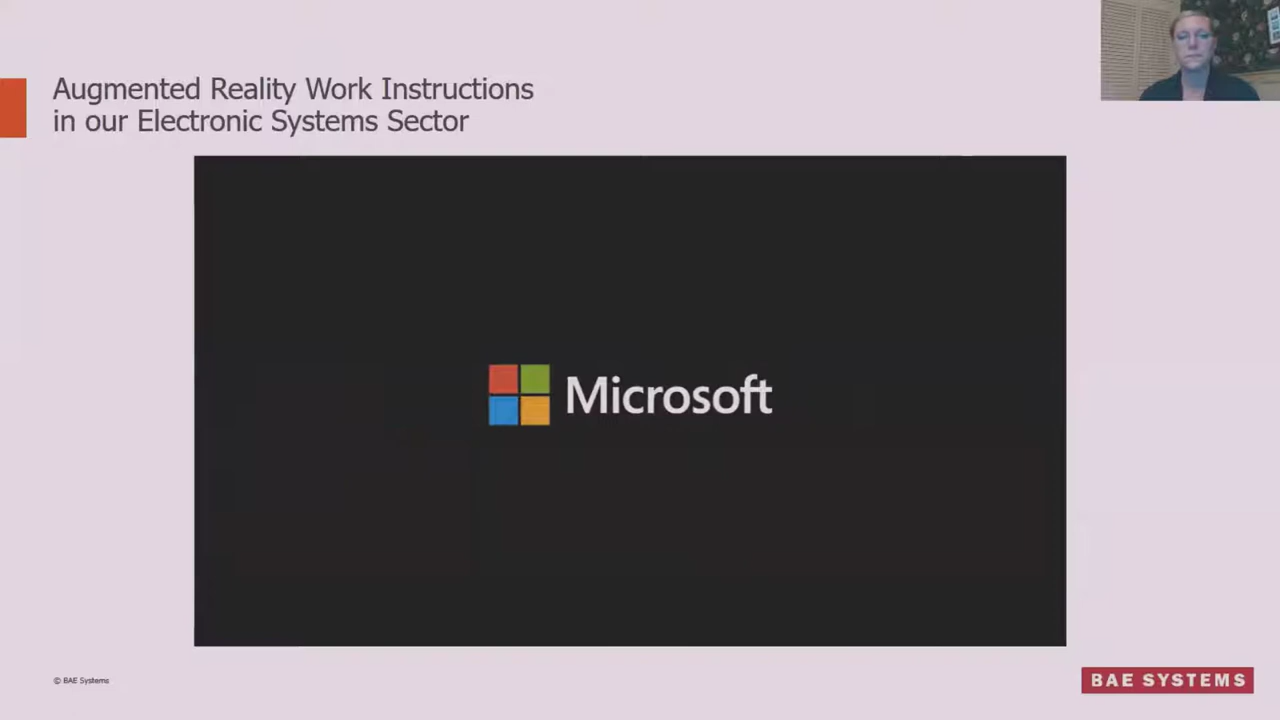 Augmented Reality Work Instructions
in our Electronic Systems Sector
Microsoft
© BAE Systems
BAE SYSTEMS